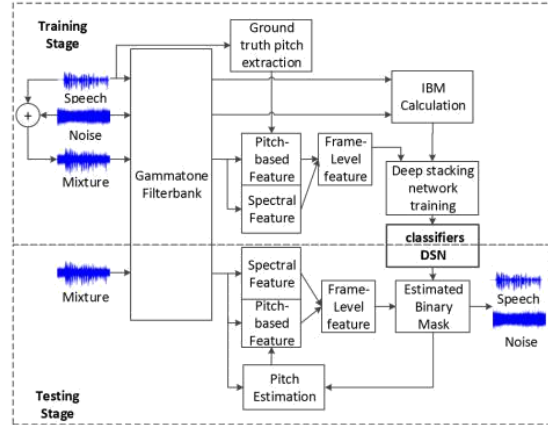 Training
Stage
Ground
truth pitch
extraction
Speech
+
Noise
Mixture
Gammatone
Filterbank
IBM
Calculation
Pitch-
based
Feature
Spectral
Feature
Frame-
Level
feature
Deep stacking
network
training
classifiers
DSN
Mixture
Spectral
Feature
Pitch-
based
Feature
Frame-
Level
feature
Estimated
Binary
Mask
Speech
Noise
Pitch
Estimation
Testing
Stage